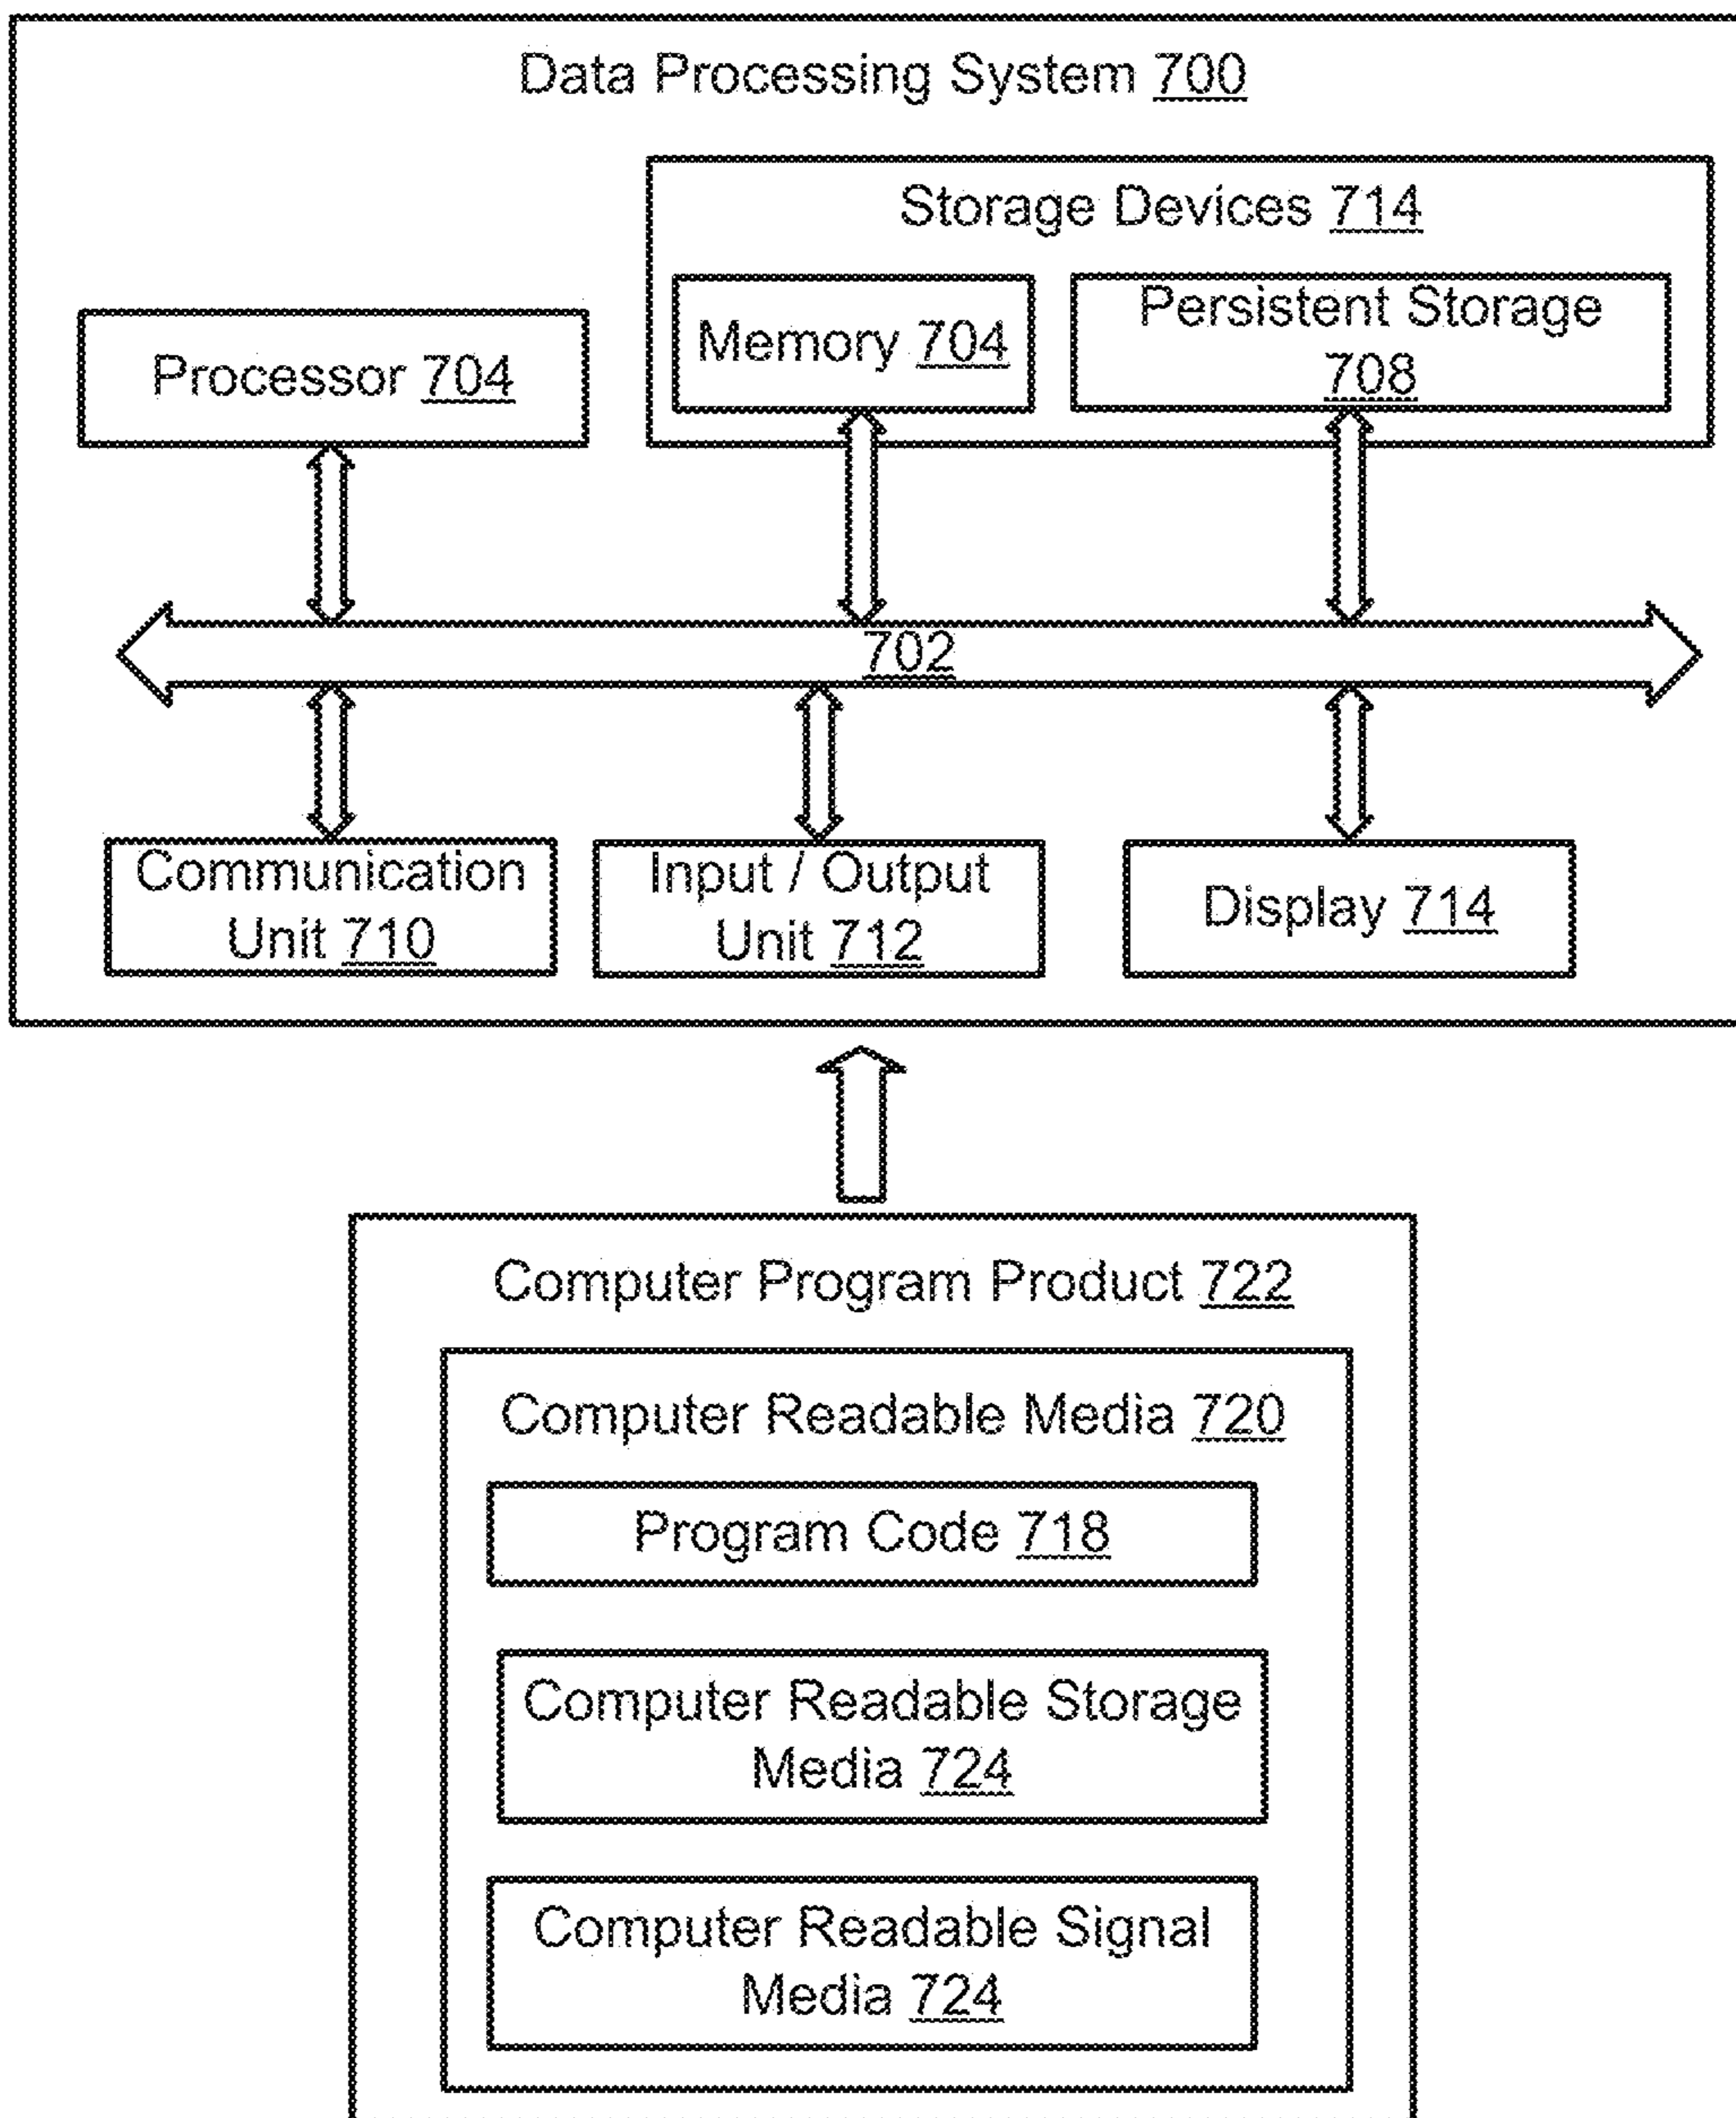 Data Processing System 700
Storage Devices 714
Processor 704
Memory 704
Persistent Storage
708
702
Communication
Unit 710
Input / Output
Unit 712
Display 714
Computer Program Product 722
Computer Readable Media 720
Program Code 718
Computer Readable Storage
Media 724
Computer Readable Signal
Media 724